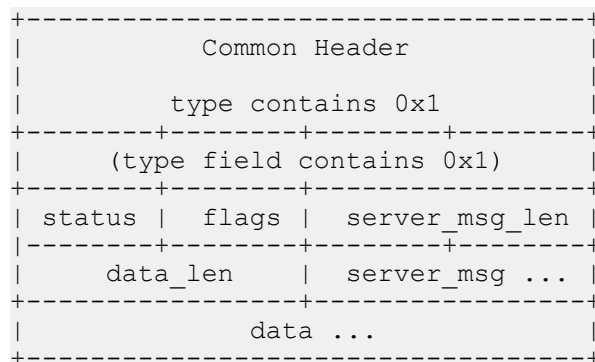 +----------------------------------+
| Common Header |
| |
| type contains 0x1 |
+--------+--------+--------+--------+
| (type field contains 0x1) |
+--------+--------+-----------------+
| status | flags | server_msg_len |
|--------+--------+--------+--------+
| data_len | server_msg ... |
+-----------------+-----------------+
| data ... |
+----------------------------------+